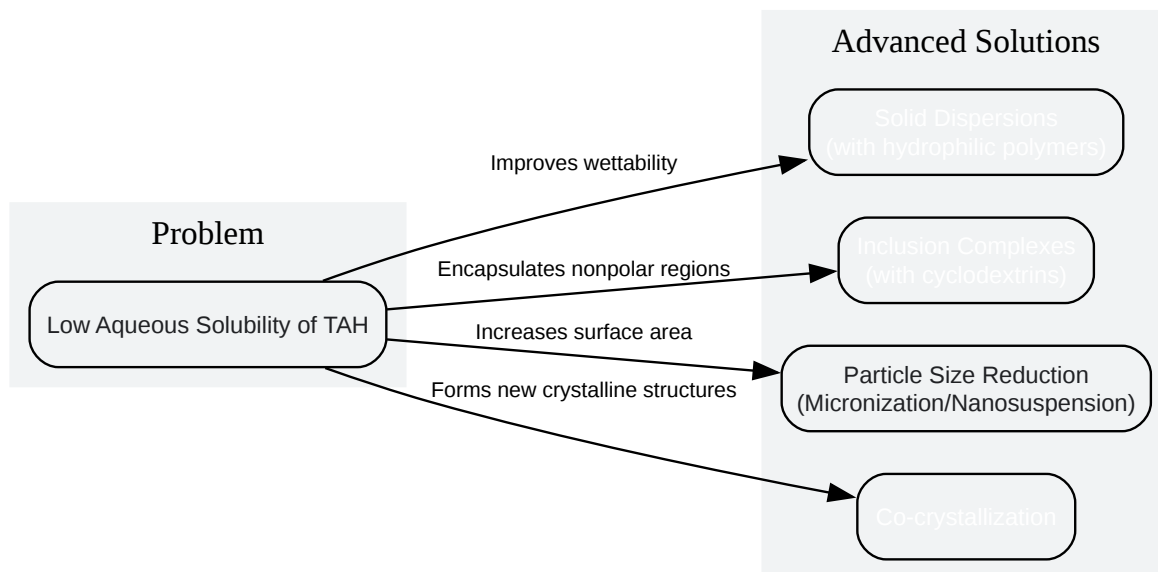 Advanced Solutions
Solid Dispersions
(with hydrophilic polymers)
Improves wettability
Problem
Inclusion Complexes
(with cyclodextrins)
Encapsulates nonpolar regions
Low Aqueous Solubility of TAH
Increases surface area
Particle Size Reduction
(Micronization/Nanosuspension)
Forms new crystalline structures
Co-crystallization